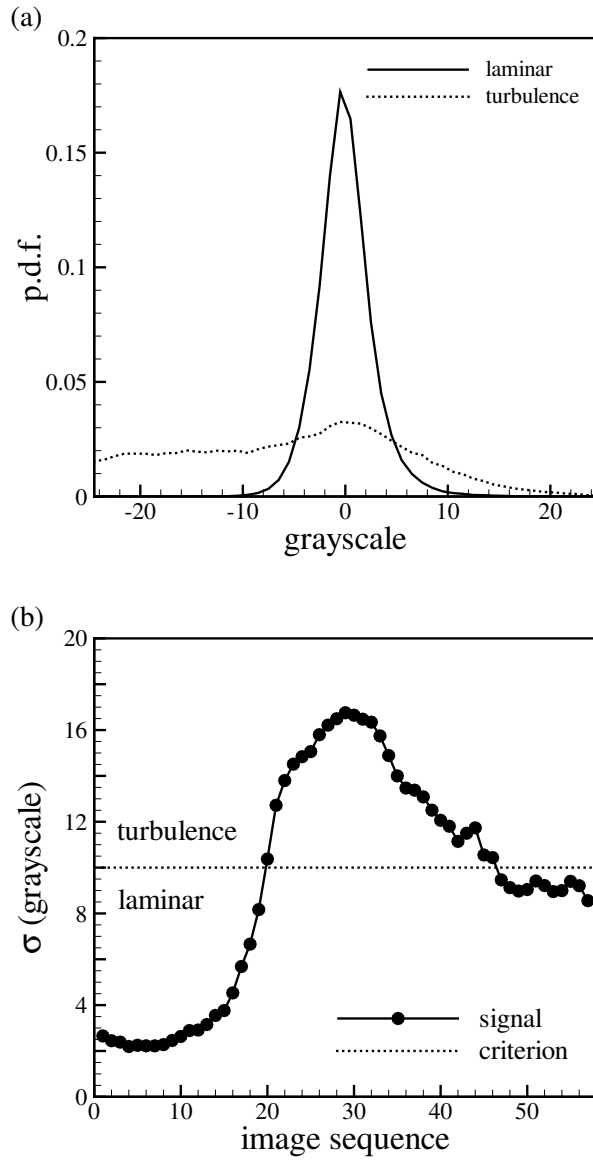 (a)
0.2
0.15
0.1
0.05
0
p.d.f.
laminar
turbulence
-20
-10
0
10
20
grayscale
(b)
20
16
12
8
4
0
σ (grayscale)
turbulence
laminar
signal
criterion
0
10
20
30
40
50
image sequence